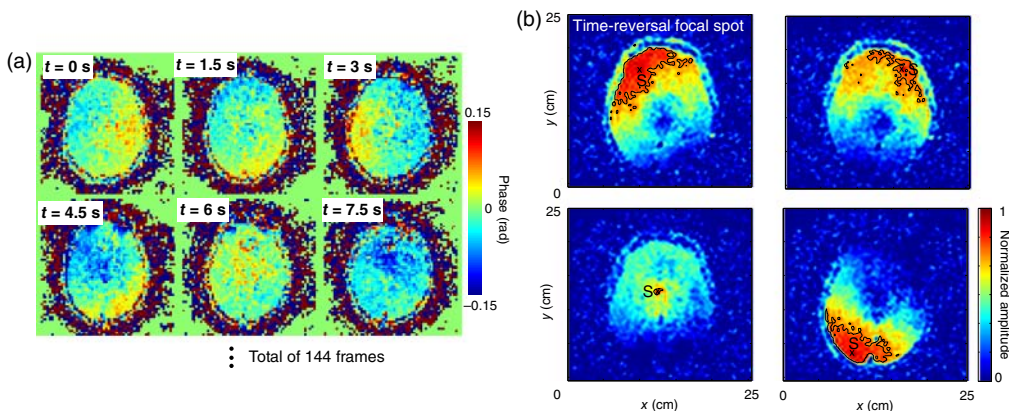 (a)
t = 0 s
t = 1.5 s
t = 3 s
t = 4.5 s
t = 6 s
t = 7.5 s
0.15
0
−0.15
Phase (rad)
Total of 144 frames
(b)
Time-reversal focal spot
S
S
S
S
25
y (cm)
0
25
y (cm)
0
25
x (cm)
0
25
x (cm)
1
0
Normalized amplitude